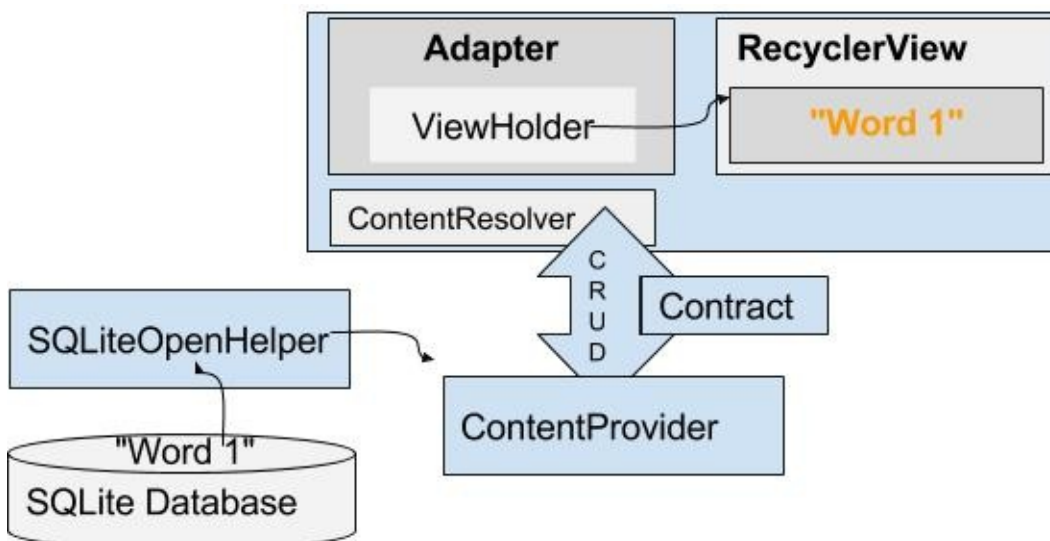 Adapter
RecyclerView
ViewHolder
"Word 1"
ContentResolver
C
R
U
D
Contract
SQLiteOpenHelper
ContentProvider
"Word 1"
SQLite Database